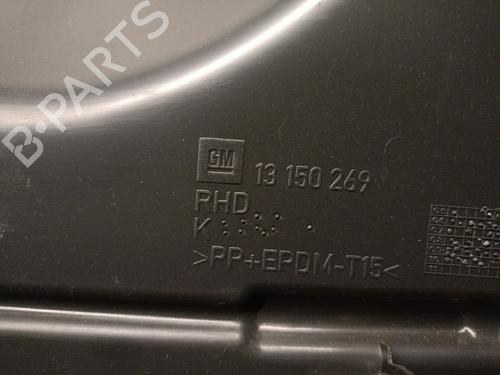 B-PARTS
GM 13 150 269
RHD
K
>PP+EPDM-T15<